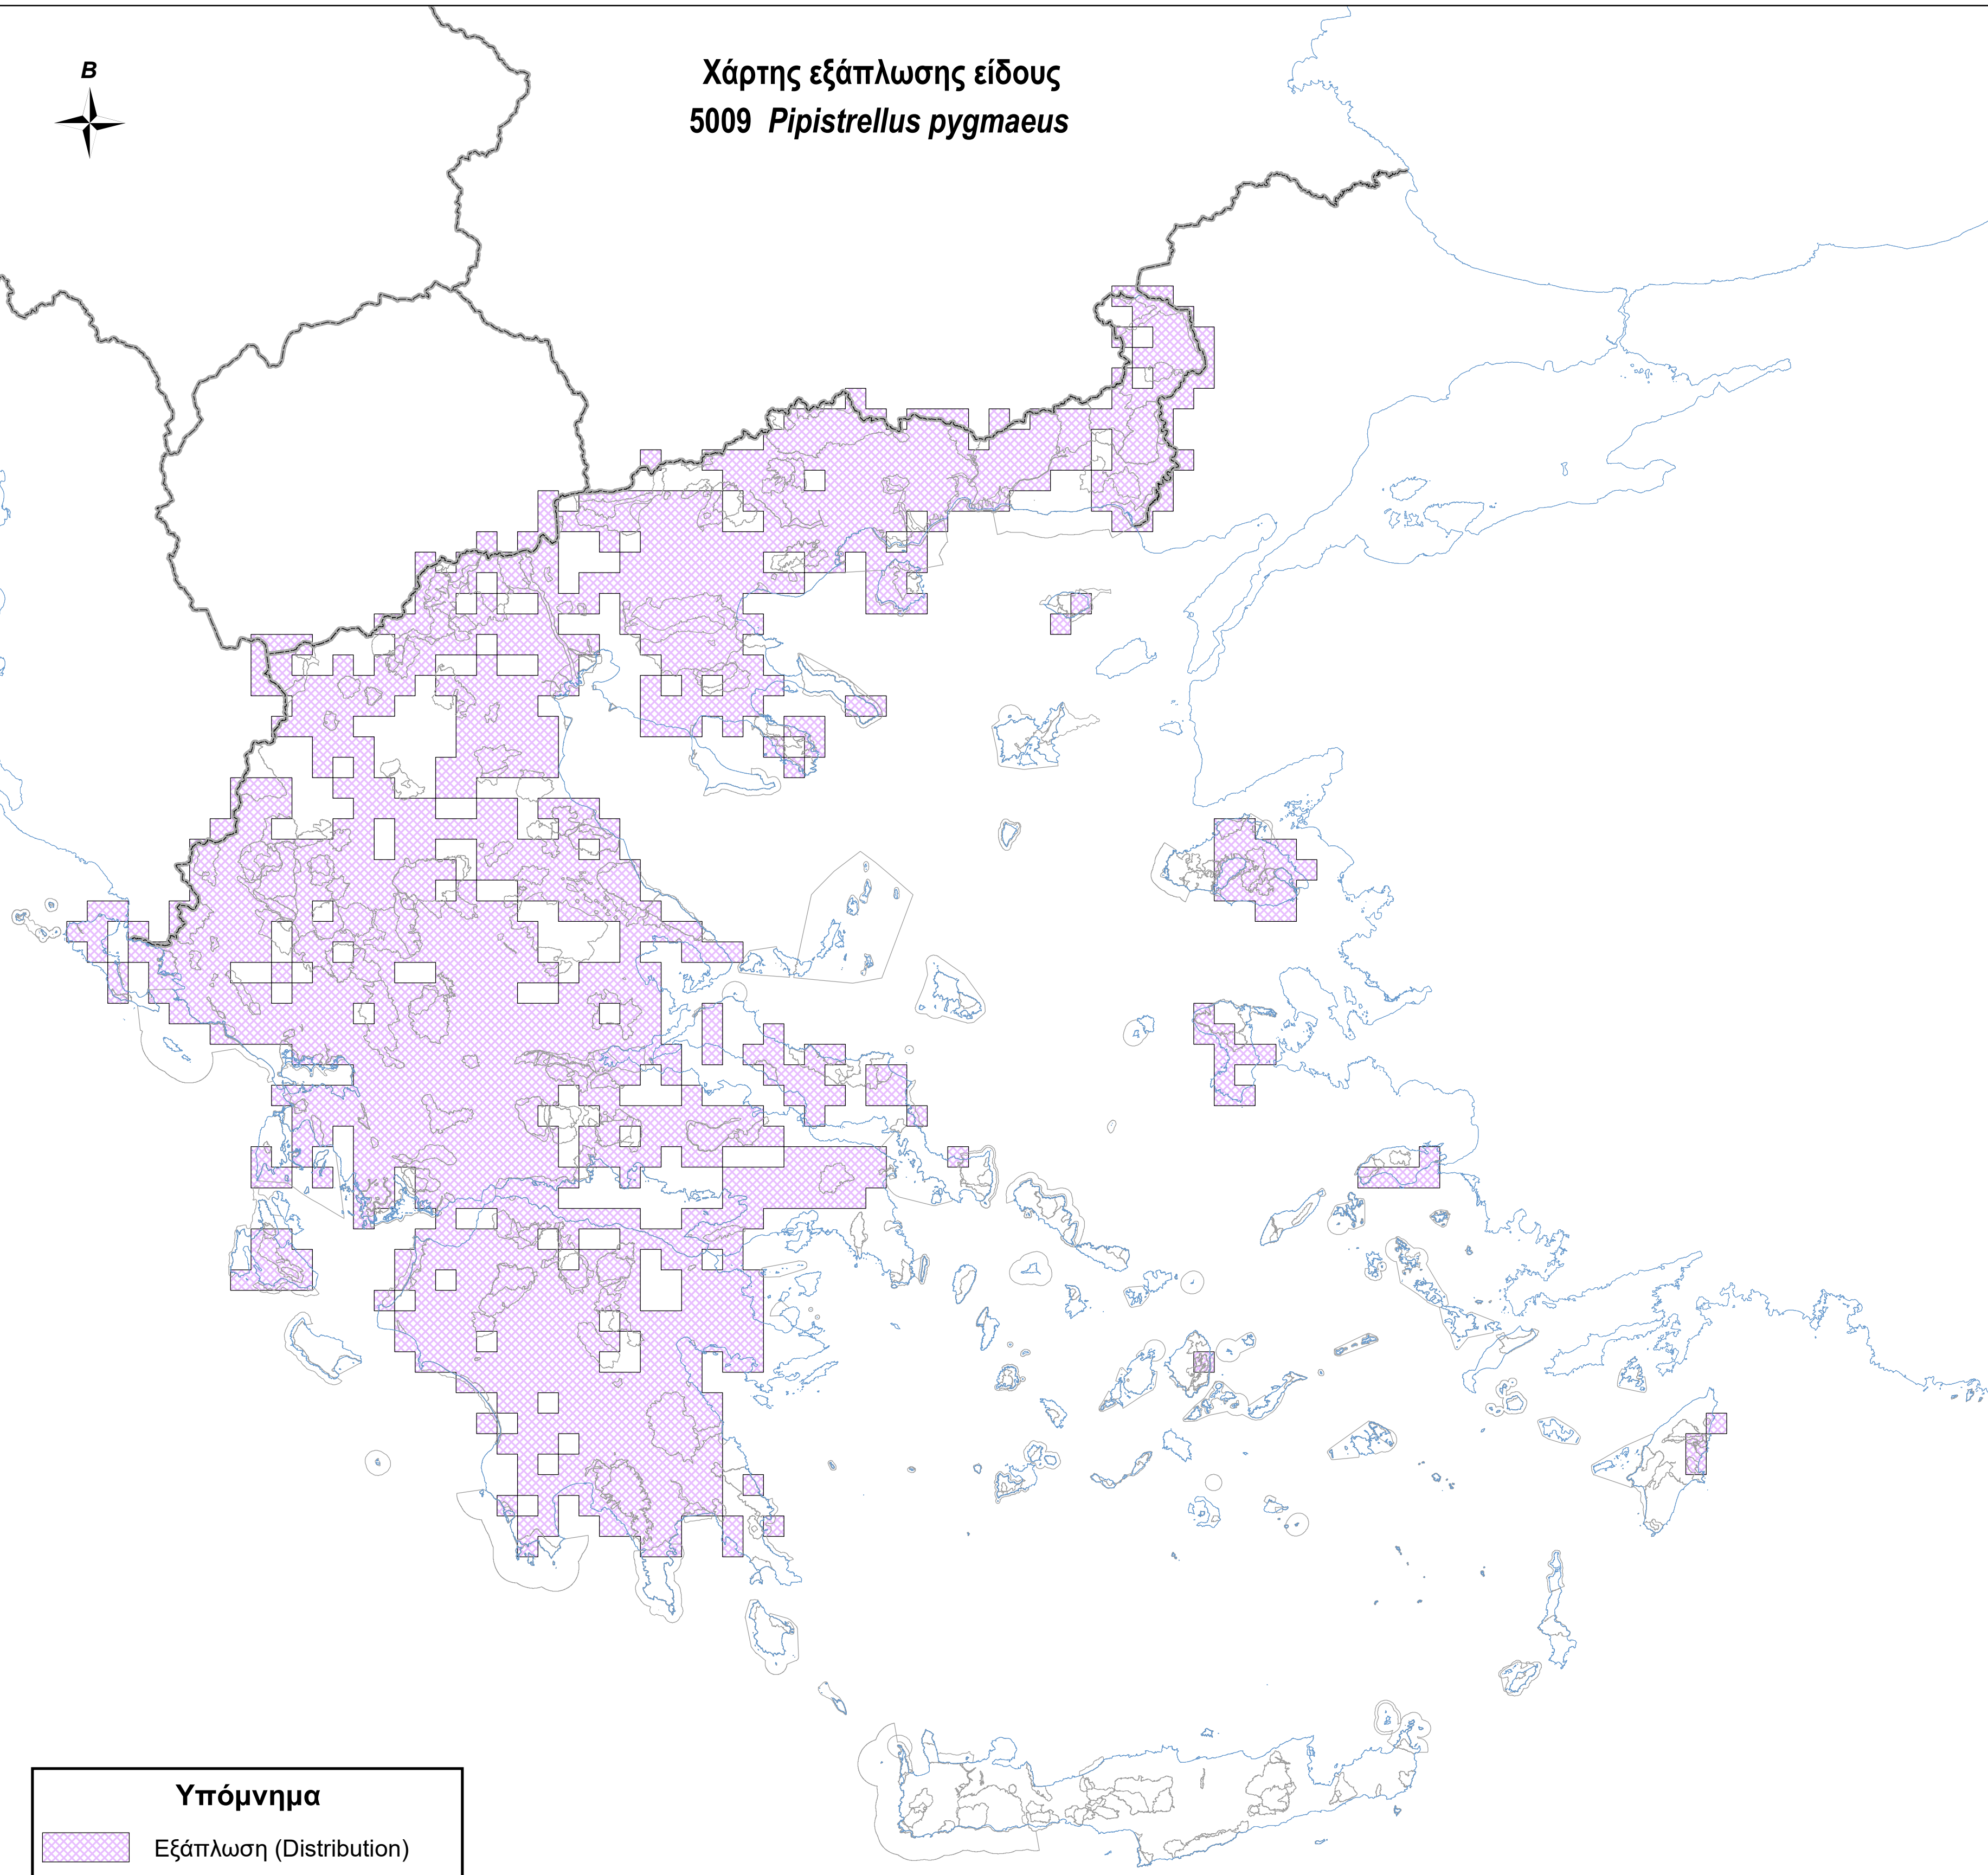 Β
Χάρτης εξάπλωσης είδους
5009 Pipistrellus pygmaeus
Υπόμνημα
Εξάπλωση (Distribution)